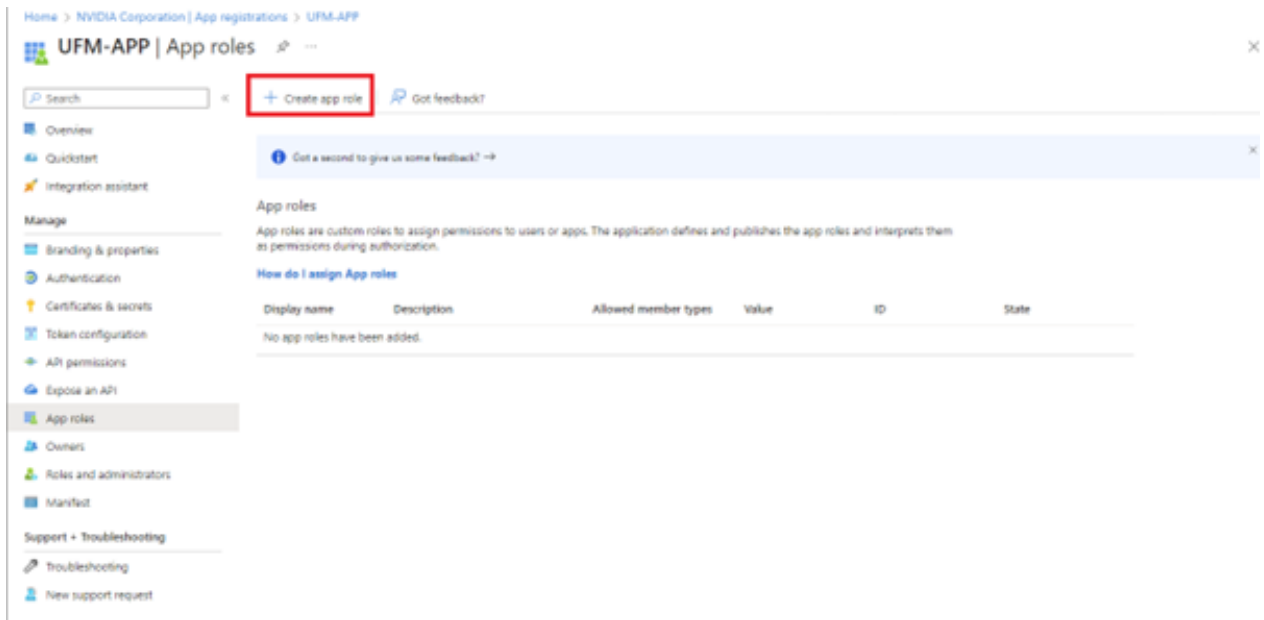 Home > NVIDIA Corporation | App registrations > UFM-APP
UFM-APP | App roles
Search
Create app role
Got feedback?
Overview
Quickstart
Integration assistant
Manage
Branding & properties
Authentication
Certificates & secrets
Token configuration
API permissions
Expose an API
App roles
Owners
Roles and administrators
Manifest
Support + Troubleshooting
Troubleshooting
New support request
Got a second to give us some feedback? →
App roles
App roles are custom roles to assign permissions to users or apps. The application defines and publishes the app roles and interprets them
as permissions during authorization.
How do I assign App roles
Display name Description Allowed member types Value ID State
No app roles have been added.